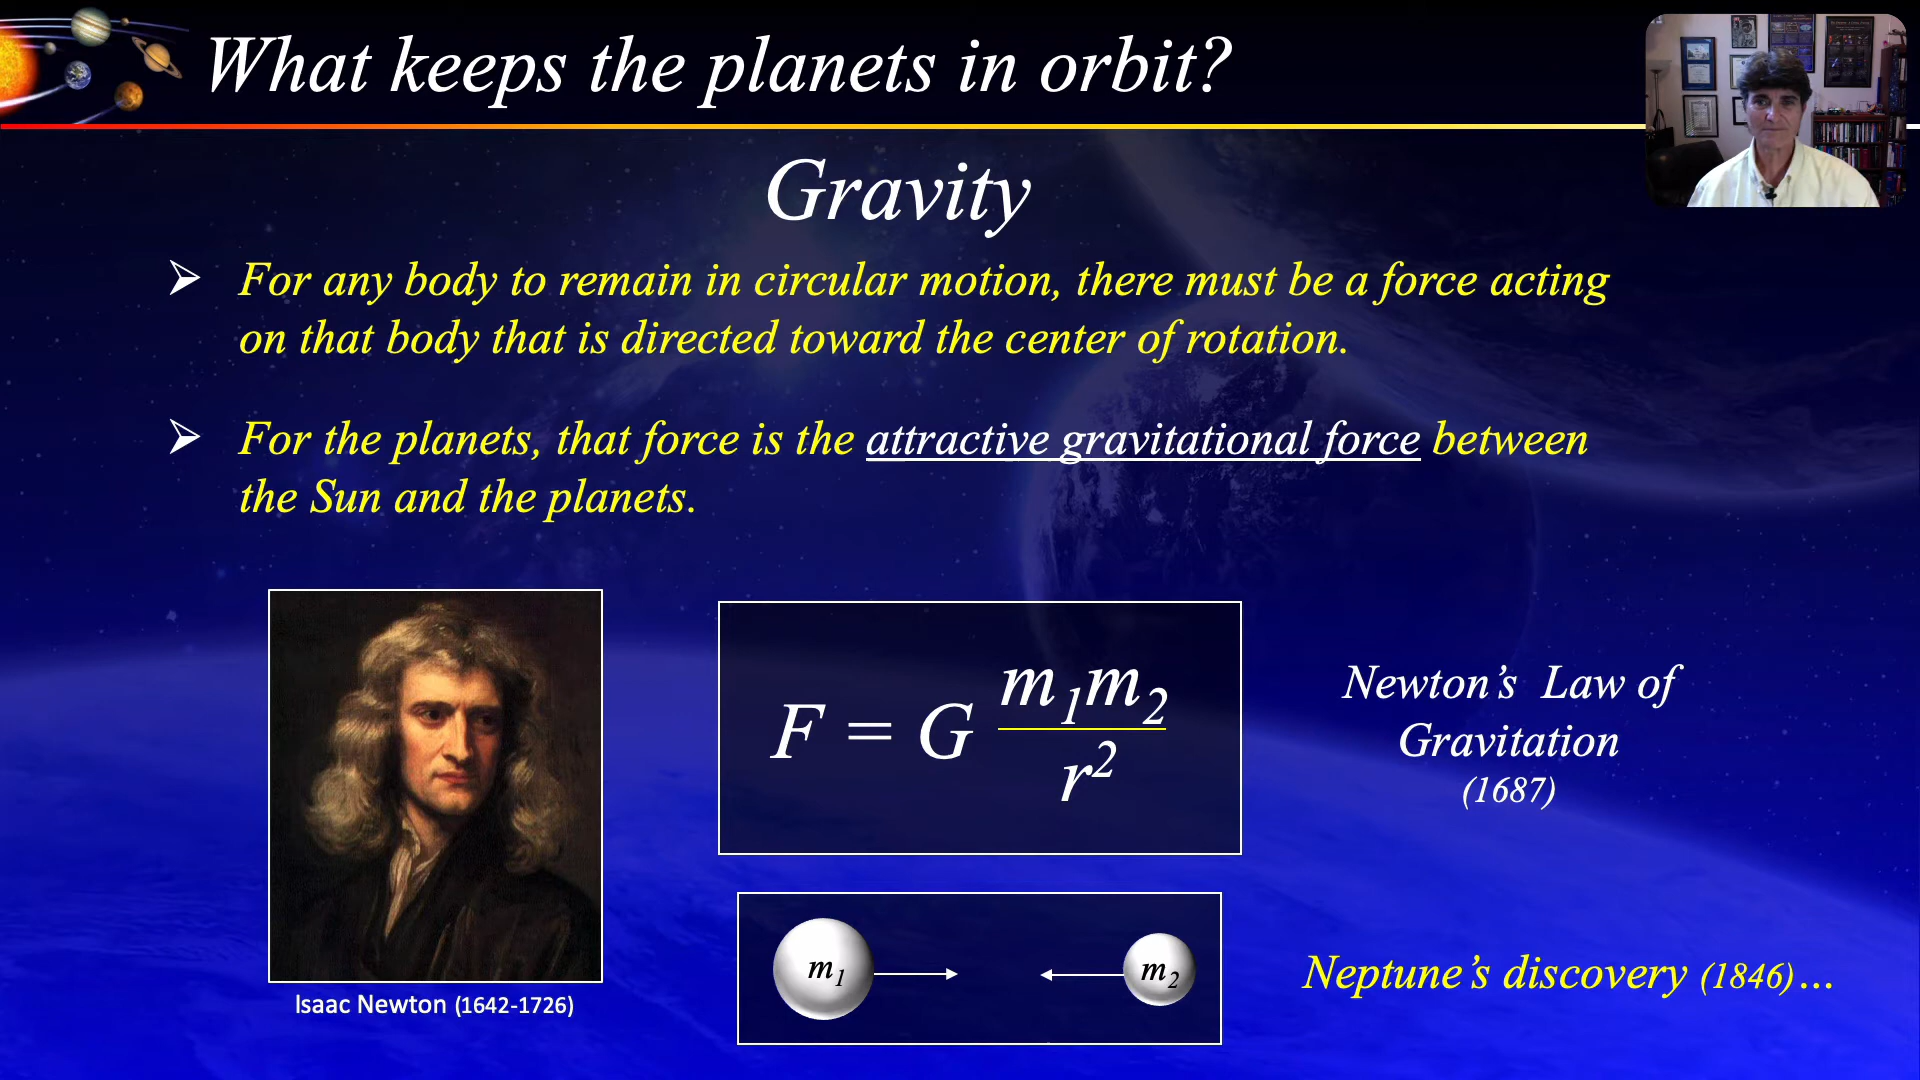 What keeps the planets in orbit?
Gravity
➢ For any body to remain in circular motion, there must be a force acting
on that body that is directed toward the center of rotation.
➢ For the planets, that force is the attractive gravitational force between
the Sun and the planets.
F = G m₁m₂ / r²
Newton’s Law of
Gravitation
(1687)
m₁ m₂
Neptune’s discovery (1846)…
Isaac Newton (1642-1726)